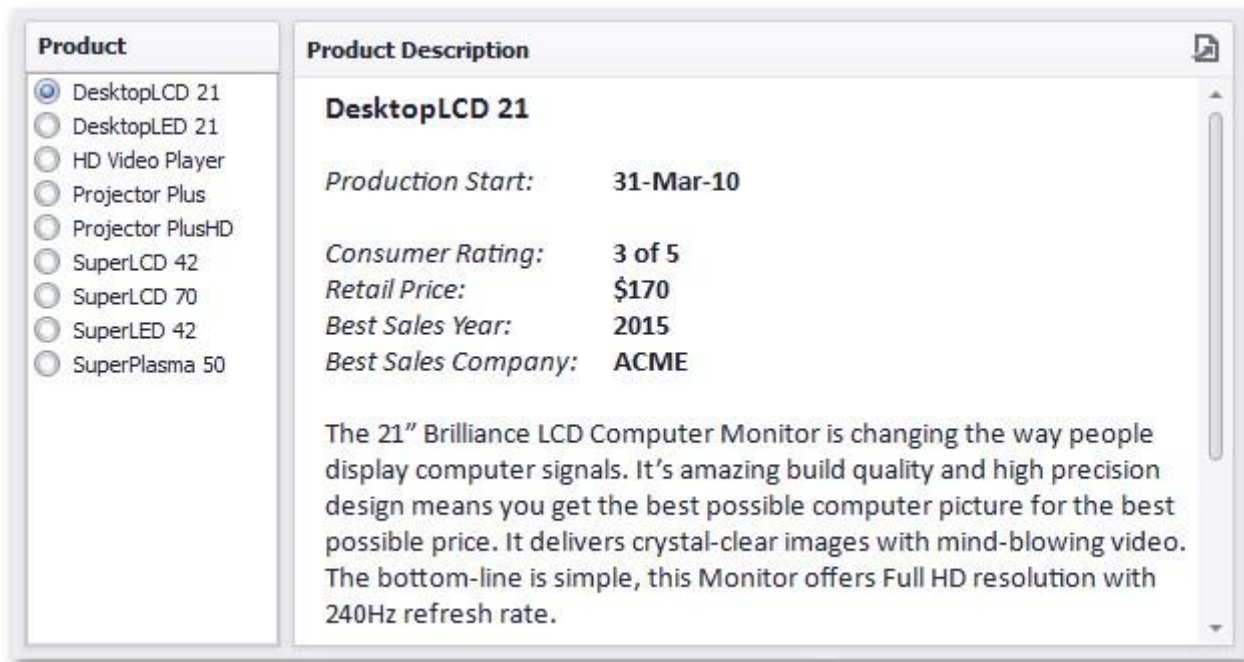 Product
DesktopLCD 21
DesktopLED 21
HD Video Player
Projector Plus
Projector PlusHD
SuperLCD 42
SuperLCD 70
SuperLED 42
SuperPlasma 50
Product Description
DesktopLCD 21
Production Start: 31-Mar-10
Consumer Rating: 3 of 5
Retail Price: $170
Best Sales Year: 2015
Best Sales Company: ACME
The 21” Brilliance LCD Computer Monitor is changing the way people
display computer signals. It’s amazing build quality and high precision
design means you get the best possible computer picture for the best
possible price. It delivers crystal-clear images with mind-blowing video.
The bottom-line is simple, this Monitor offers Full HD resolution with
240Hz refresh rate.